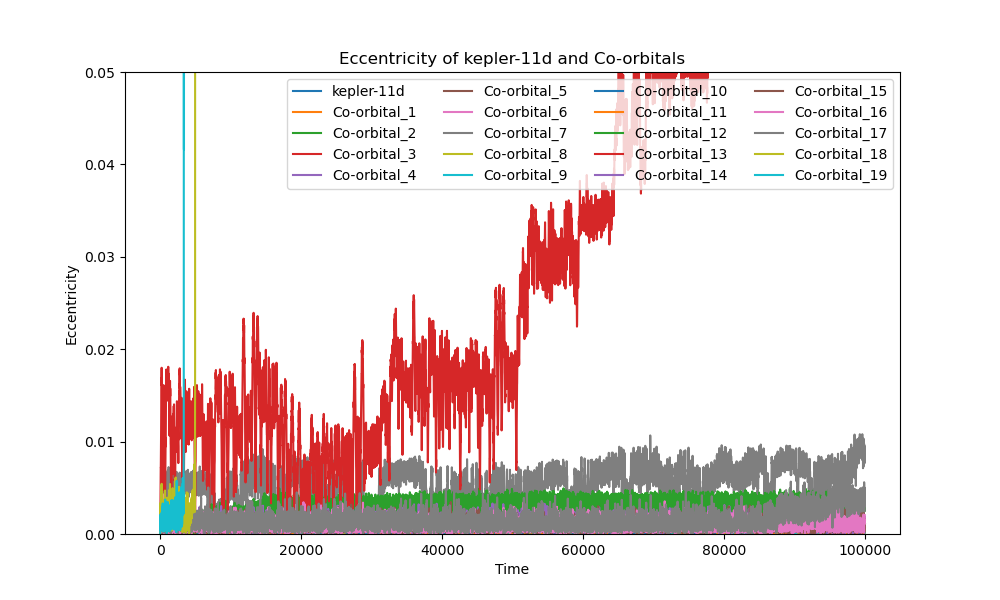 Eccentricity of kepler-11d and Co-orbitals
0.05
0.04
0.03
0.02
0.01
0.00
Eccentricity
kepler-11d
Co-orbital_1
Co-orbital_2
Co-orbital_3
Co-orbital_4
Co-orbital_5
Co-orbital_6
Co-orbital_7
Co-orbital_8
Co-orbital_9
Co-orbital_10
Co-orbital_11
Co-orbital_12
Co-orbital_13
Co-orbital_14
Co-orbital_15
Co-orbital_16
Co-orbital_17
Co-orbital_18
Co-orbital_19
0
20000
40000
60000
80000
100000
Time